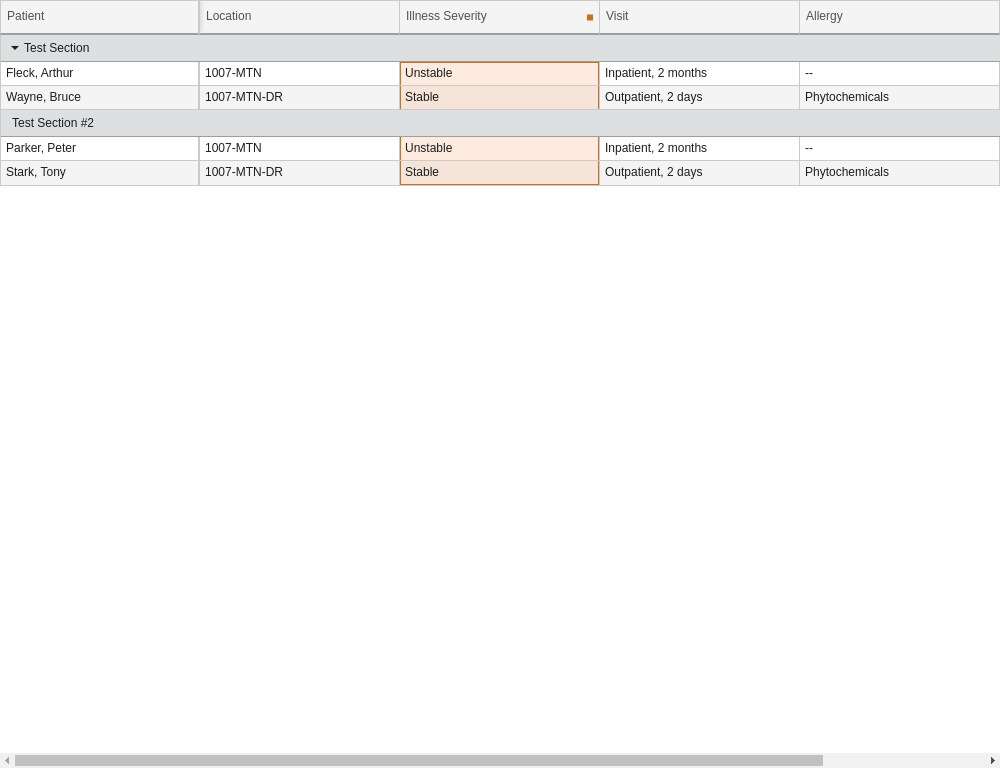 Patient Location Illness Severity Visit Allergy
Test Section
Fleck, Arthur 1007-MTN Unstable Inpatient, 2 months --
Wayne, Bruce 1007-MTN-DR Stable Outpatient, 2 days Phytochemicals
Test Section #2
Parker, Peter 1007-MTN Unstable Inpatient, 2 months --
Stark, Tony 1007-MTN-DR Stable Outpatient, 2 days Phytochemicals